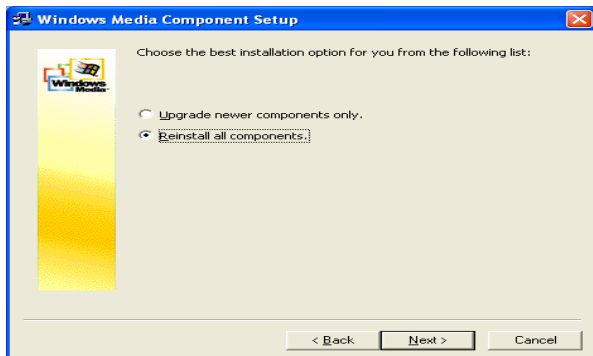 Windows Media Component Setup
Choose the best installation option for you from the following list:
Windows
Media
Upgrade newer components only.
Reinstall all components.
< Back
Next >
Cancel